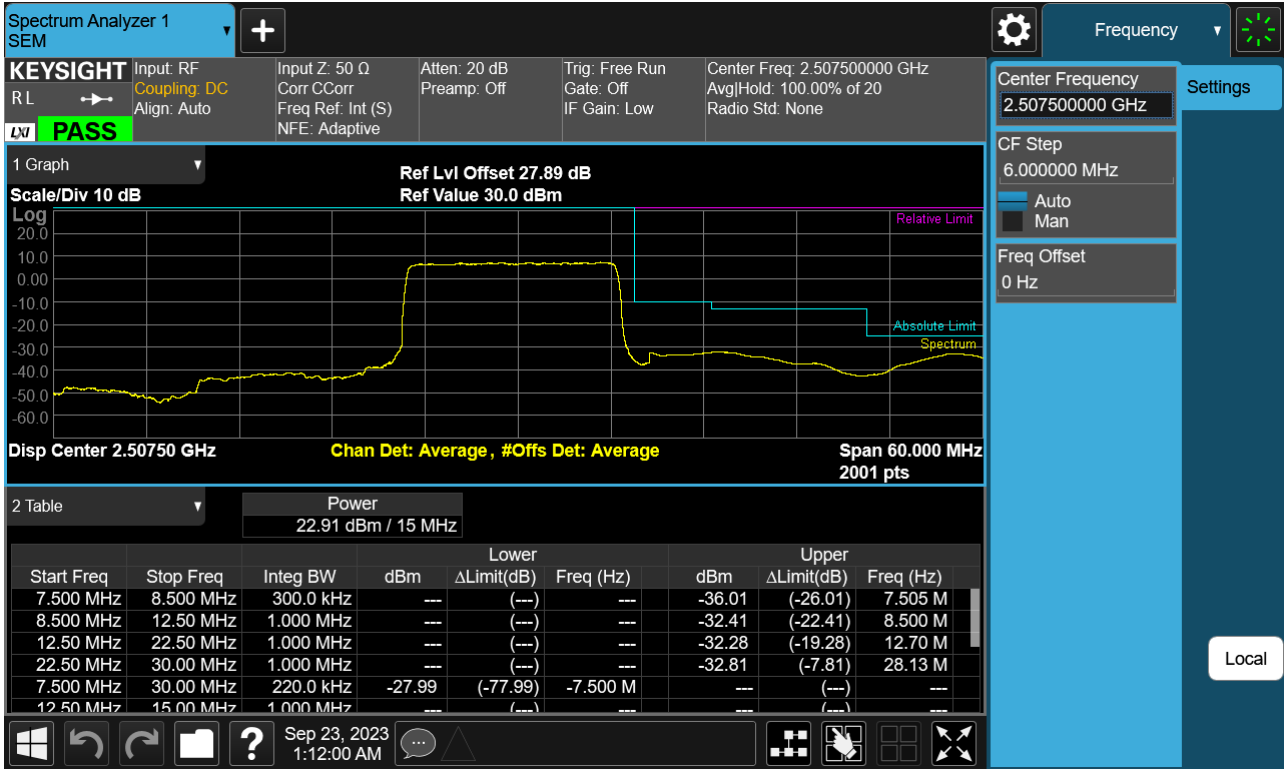 Spectrum Analyzer 1
SEM
Frequency
KEYSIGHT
R L
LXI
PASS
Input: RF
Coupling: DC
Align: Auto
Input Z: 50 Ω
Corr CCorr
Freq Ref: Int (S)
NFE: Adaptive
Atten: 20 dB
Preamp: Off
Trig: Free Run
Gate: Off
IF Gain: Low
Center Freq: 2.507500000 GHz
Avg|Hold: 100.00% of 20
Radio Std: None
Center Frequency
2.507500000 GHz
Settings
CF Step
6.000000 MHz
Auto
Man
Freq Offset
0 Hz
1 Graph
Scale/Div 10 dB
Ref Lvl Offset 27.89 dB
Ref Value 30.0 dBm
Log
20.0
10.0
0.00
-10.0
-20.0
-30.0
-40.0
-50.0
-60.0
Relative Limit
Absolute Limit
Spectrum
Disp Center 2.50750 GHz
Chan Det: Average , #Offs Det: Average
Span 60.000 MHz
2001 pts
2 Table
Power
22.91 dBm / 15 MHz
Lower Upper
Start Freq Stop Freq Integ BW dBm ΔLimit(dB) Freq (Hz) dBm ΔLimit(dB) Freq (Hz)
7.500 MHz 8.500 MHz 300.0 kHz --- (---) --- -36.01 (-26.01) 7.505 M
8.500 MHz 12.50 MHz 1.000 MHz --- (---) --- -32.41 (-22.41) 8.500 M
12.50 MHz 22.50 MHz 1.000 MHz --- (---) --- -32.28 (-19.28) 12.70 M
22.50 MHz 30.00 MHz 1.000 MHz --- (---) --- -32.81 (-7.81) 28.13 M
7.500 MHz 30.00 MHz 220.0 kHz -27.99 (-77.99) -7.500 M --- (---) ---
12.50 MHz 15.00 MHz 1.000 MHz --- (---) --- --- (---) ---
Local
?
Sep 23, 2023
1:12:00 AM